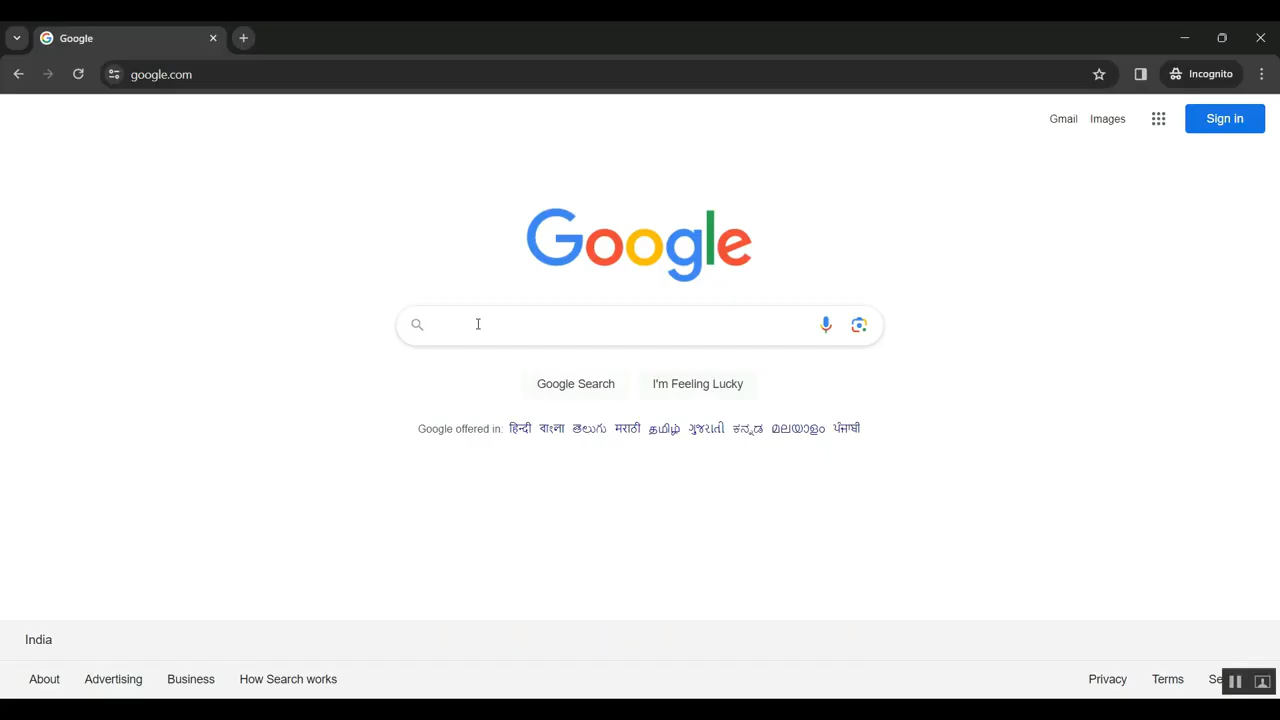 Google
google.com
Incognito
Gmail Images Sign in
Google
Google Search I'm Feeling Lucky
Google offered in: हिन्दी বাংলা తెలుగు मराठी தமிழ் ગુજરાતી ಕನ್ನಡ മലയാളം ਪੰਜਾਬੀ
India
About Advertising Business How Search works Privacy Terms Se